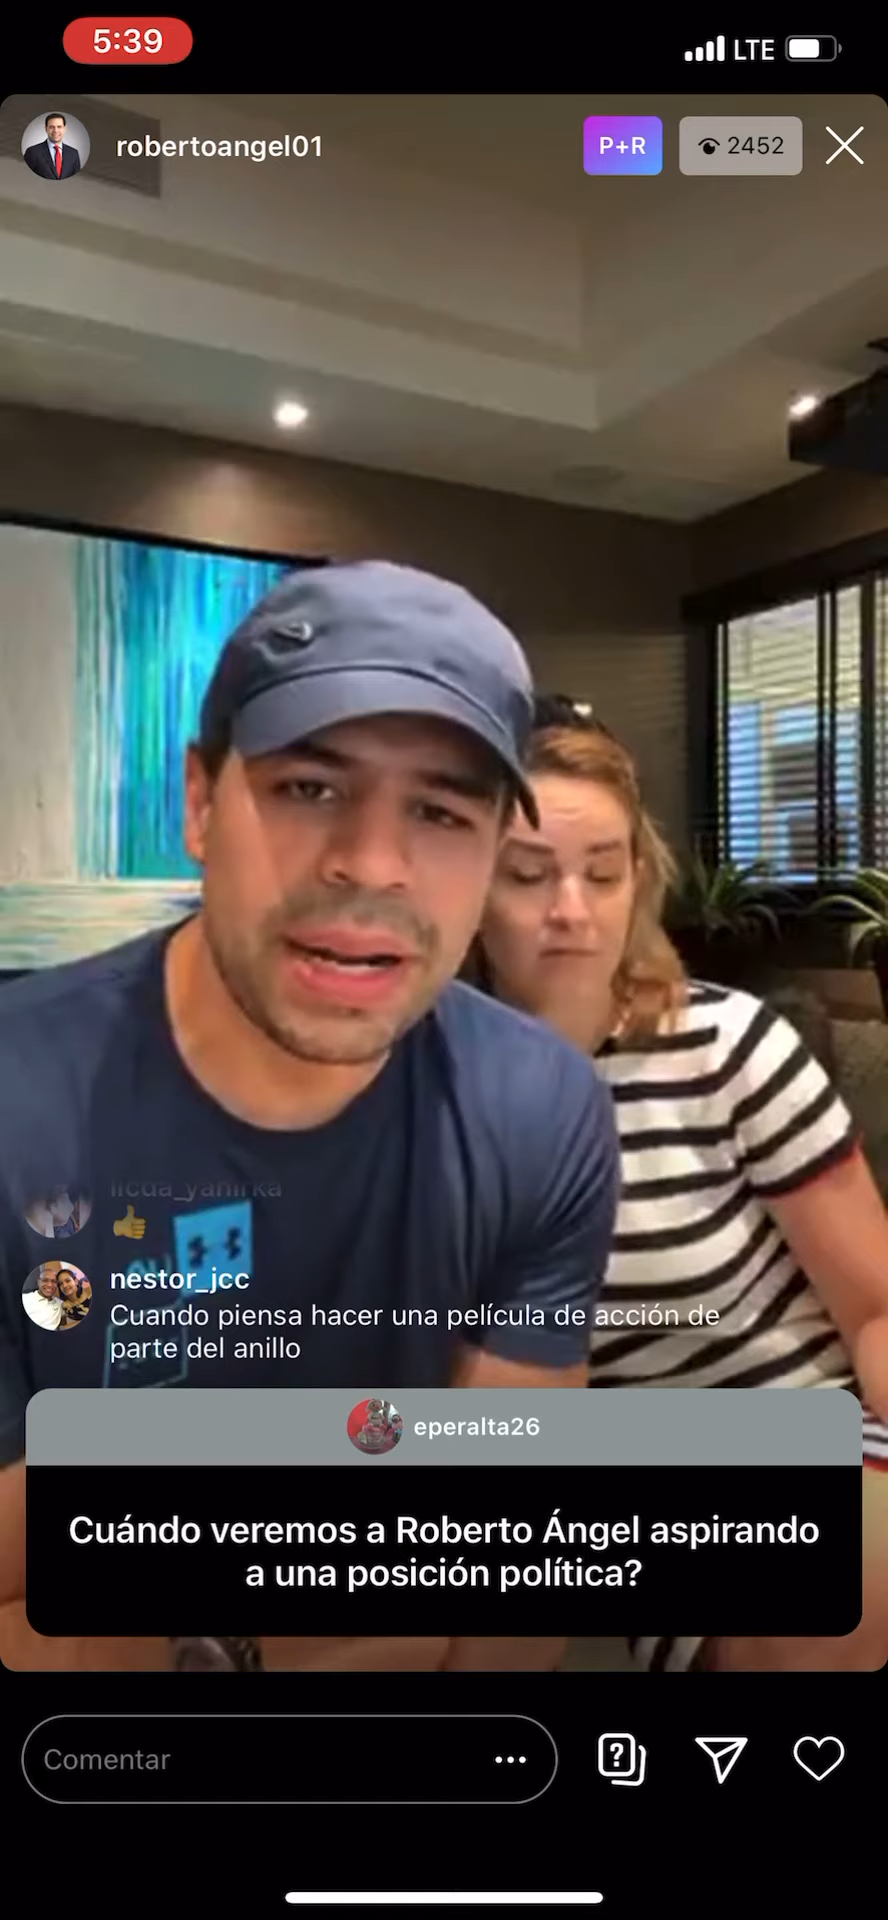 5:39
LTE
robertoangel01
P+R
2452
licda_yahirka
nestor_jcc
Cuando piensa hacer una película de acción de
parte del anillo
eperalta26
Cuándo veremos a Roberto Ángel aspirando
a una posición política?
Comentar